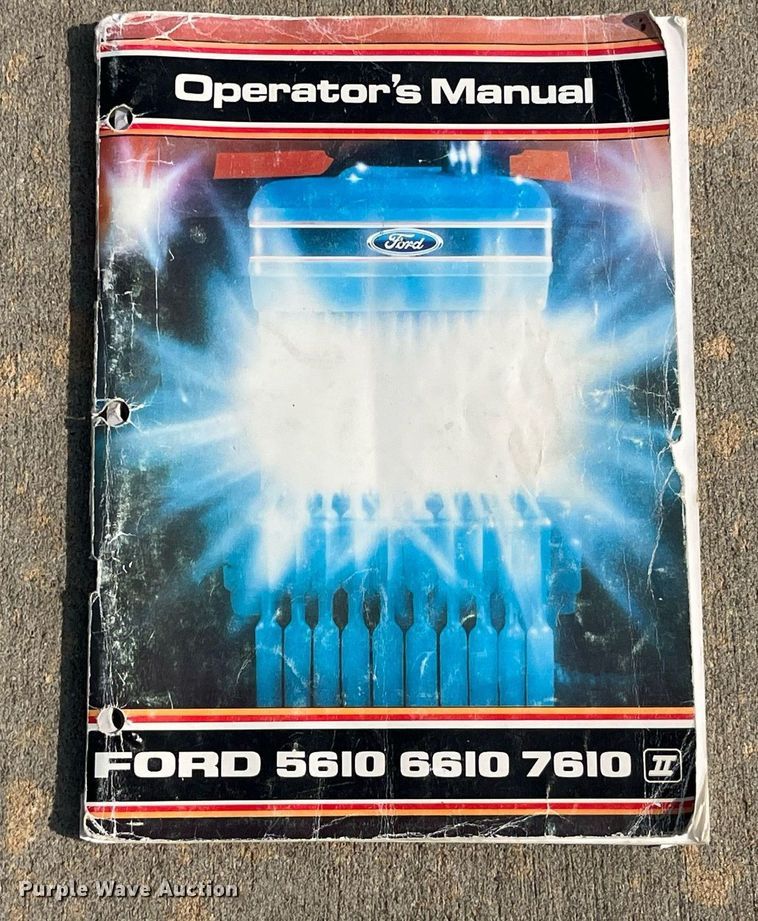 Operator's Manual
Ford
FORD 5610 6610 7610 II
Purple Wave Auction